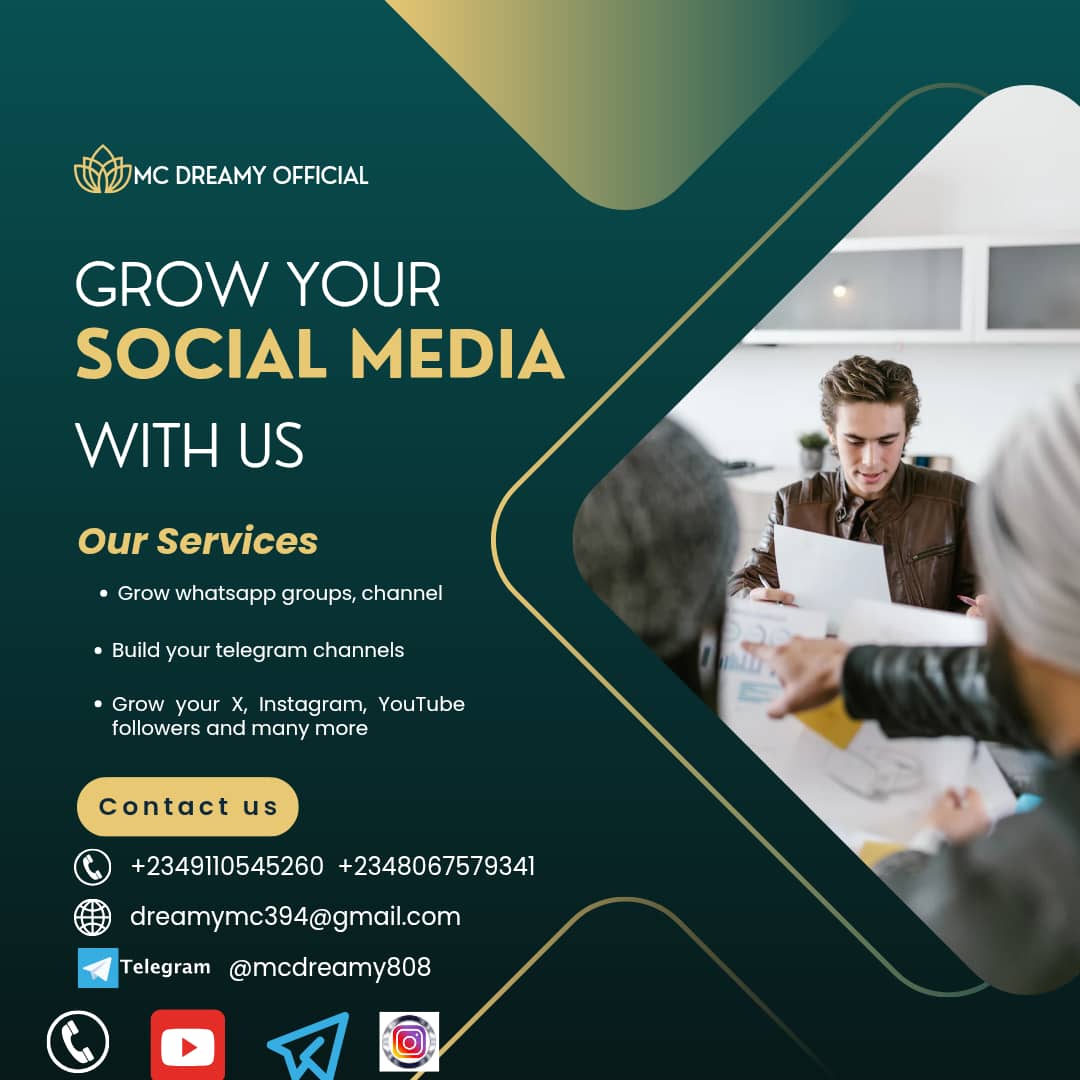 MC DREAMY OFFICIAL
GROW YOUR
SOCIAL MEDIA
WITH US
Our Services
• Grow whatsapp groups, channel
• Build your telegram channels
• Grow your X, Instagram, YouTube
followers and many more
Contact us
+2349110545260 +2348067579341
dreamymc394@gmail.com
Telegram @mcdreamy808